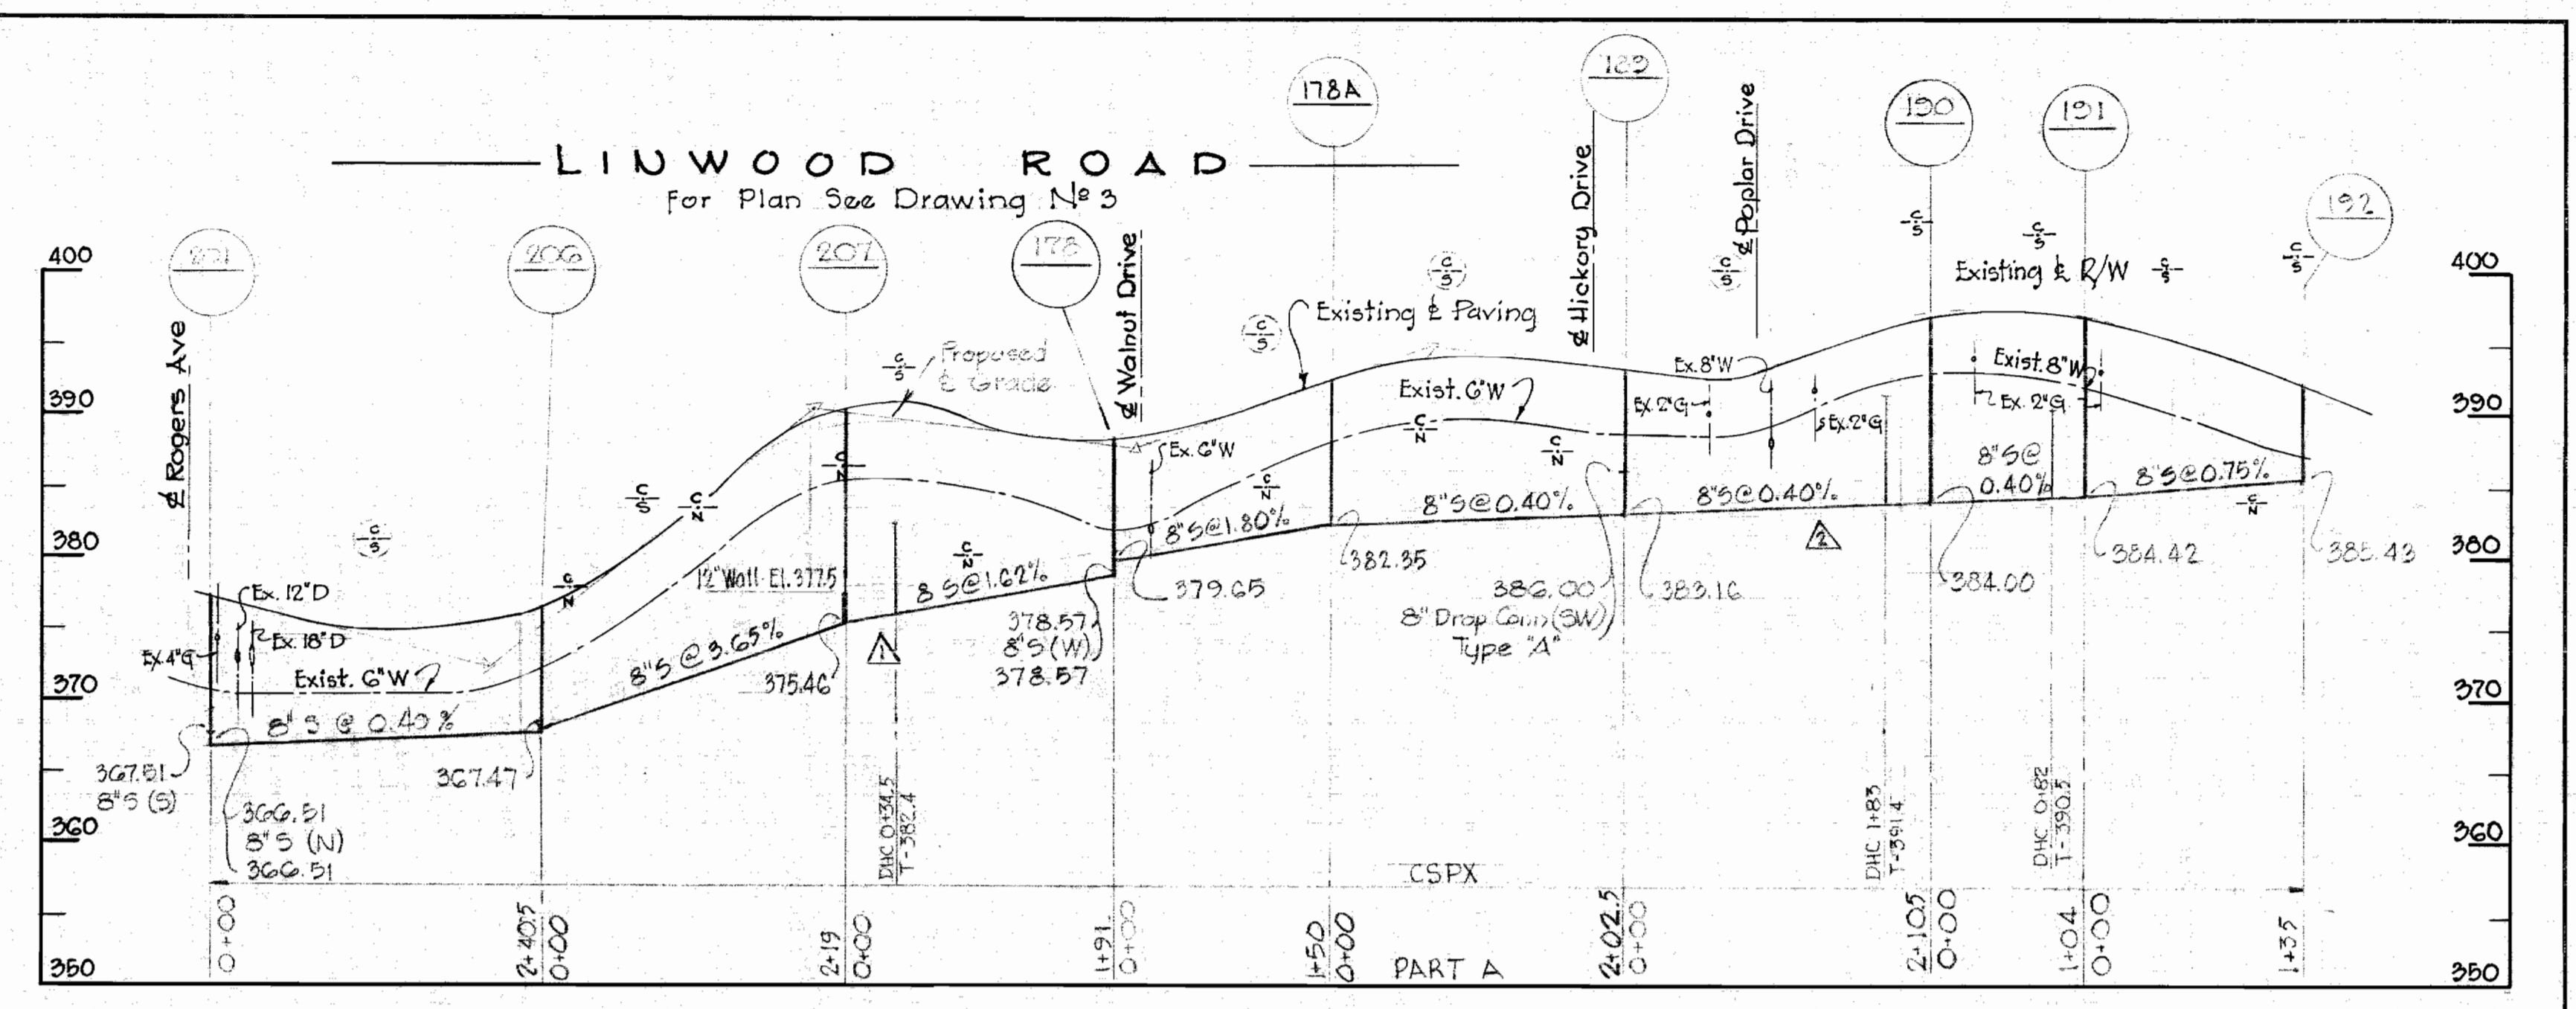 LINWOOD ROAD
For Plan See Drawing Nº 3
201
206
207
178
178A
189
190
191
192
400
390
380
370
360
350
400
390
380
370
360
350
℄ Rogers Ave
℄ Walnut Drive
℄ Hickory Drive
℄ Poplar Drive
Proposed
℄ Grade
Existing ℄ Paving
Existing ℄ R/W
C
S
C
N
Ex. 12"D
Ex. 18"D
Ex. 4"G
Exist. 6"W
8" S @ 0.40%
367.51
8"S (S)
366.51
8"S (N)
366.51
367.47
8"S @ 3.65%
12" Wall El. 377.5
375.46
1
8"S@1.62%
378.57
8"S (W)
378.57
379.65
Ex. 6"W
8"S@1.80%
382.35
Exist. 6"W
8"S@0.40%
386.00
8" Drop Conn (SW)
Type "A"
383.16
Ex. 8"W
Ex. 2"G
Ex. 2"G
8"S@0.40%
2
384.00
Exist. 8"W
Ex. 2"G
8"S@
0.40%
384.42
8"S@0.75%
385.43
DHC 0+34.5
T-382.4
DHC 1+83
T-391.4
DHC 0+82
T-390.5
CSPX
0+00
2+40.5
0+00
2+19
0+00
1+91
0+00
1+50
0+00
PART A
2+02.5
0+00
2+10.5
0+00
1+04
0+00
1+35